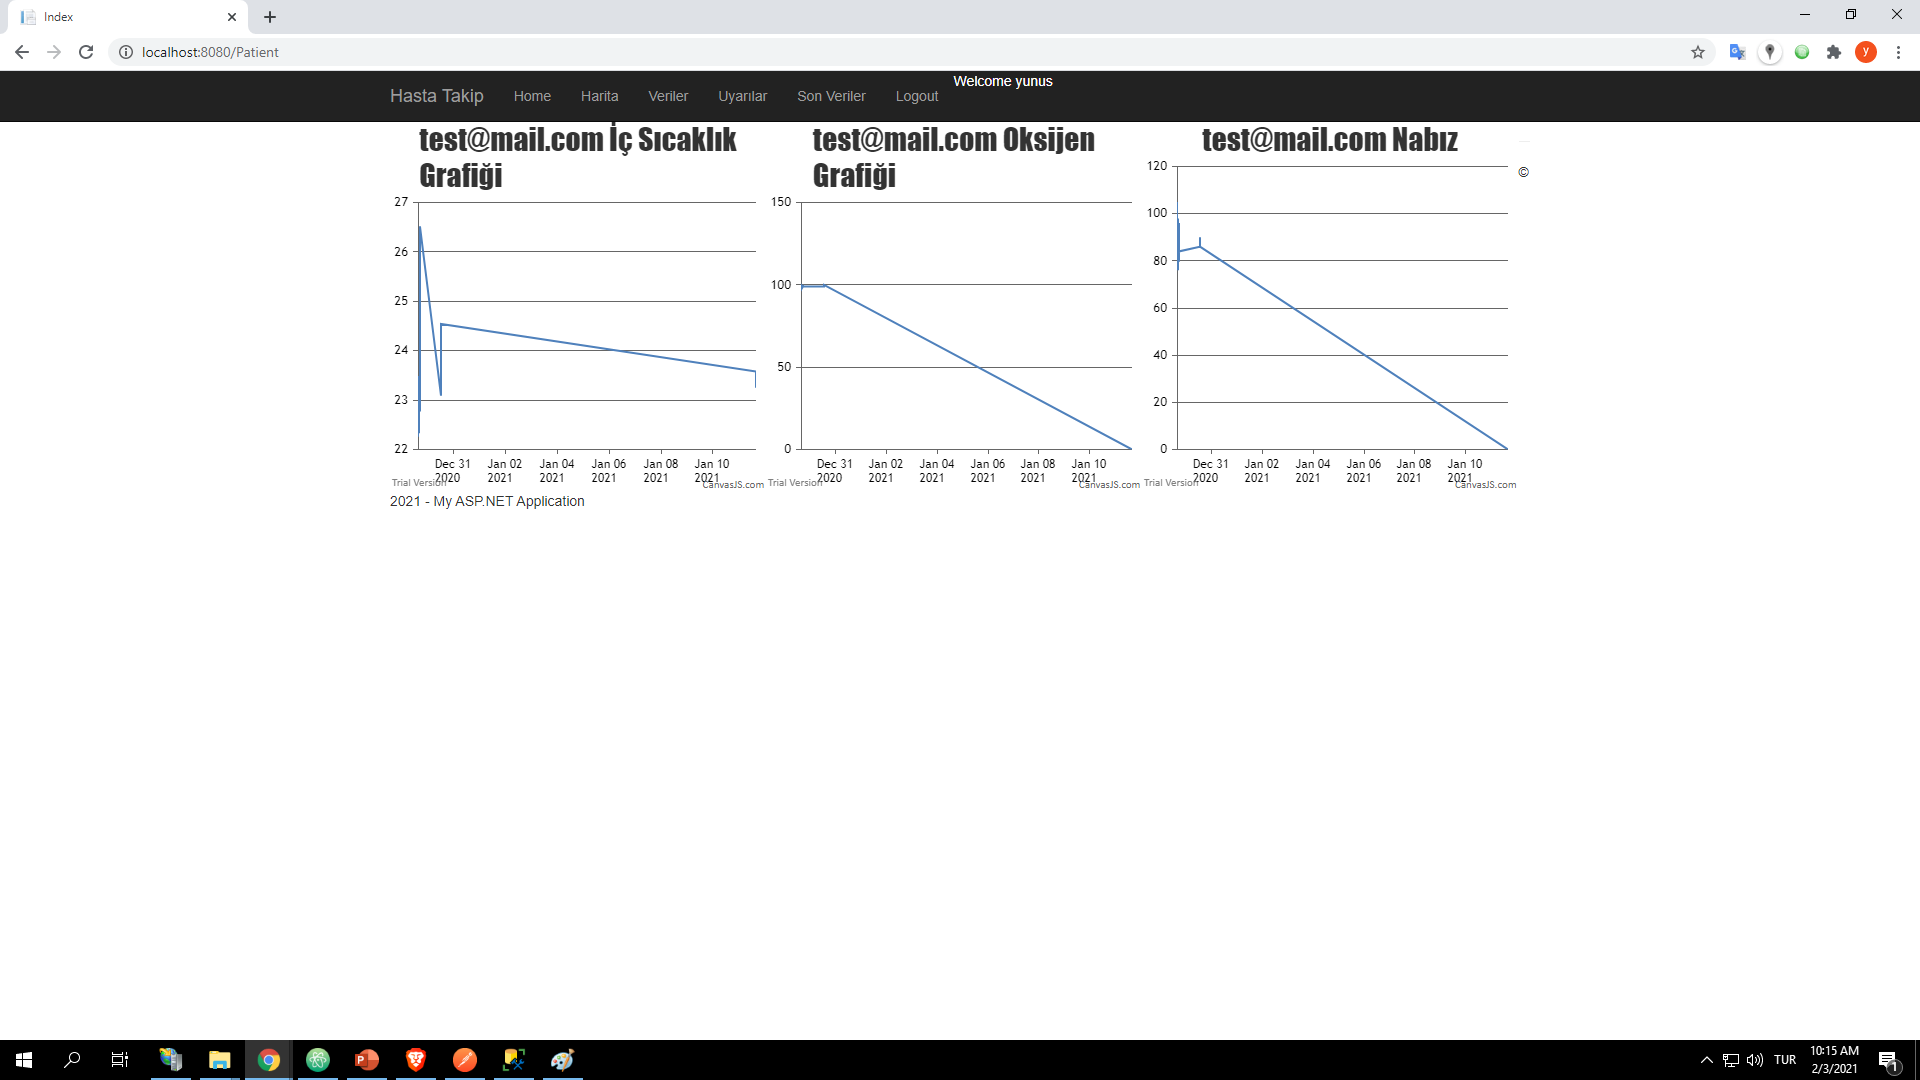 Index
localhost:8080/Patient
y
Hasta Takip Home Harita Veriler Uyarılar Son Veriler Logout Welcome yunus
test@mail.com İç Sıcaklık
Grafiği
27
26
25
24
23
22
Dec 31 2020 Jan 02 2021 Jan 04 2021 Jan 06 2021 Jan 08 2021 Jan 10 2021
Trial Version CanvasJS.com
test@mail.com Oksijen
Grafiği
150
100
50
0
Dec 31 2020 Jan 02 2021 Jan 04 2021 Jan 06 2021 Jan 08 2021 Jan 10 2021
Trial Version CanvasJS.com
test@mail.com Nabız
120
100
80
60
40
20
0
Dec 31 2020 Jan 02 2021 Jan 04 2021 Jan 06 2021 Jan 08 2021 Jan 10 2021
Trial Version CanvasJS.com
©
2021 - My ASP.NET Application
TUR
10:15 AM
2/3/2021
1